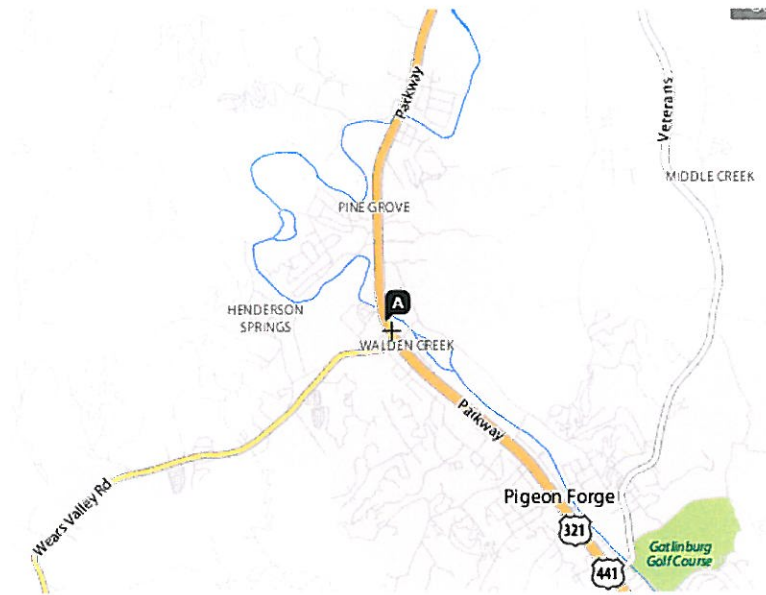 Parkway
Veterans
MIDDLE CREEK
PINE GROVE
HENDERSON
SPRINGS
A
WALDEN CREEK
Parkway
Wears Valley Rd
Pigeon Forge
321
441
Gatlinburg
Golf Course